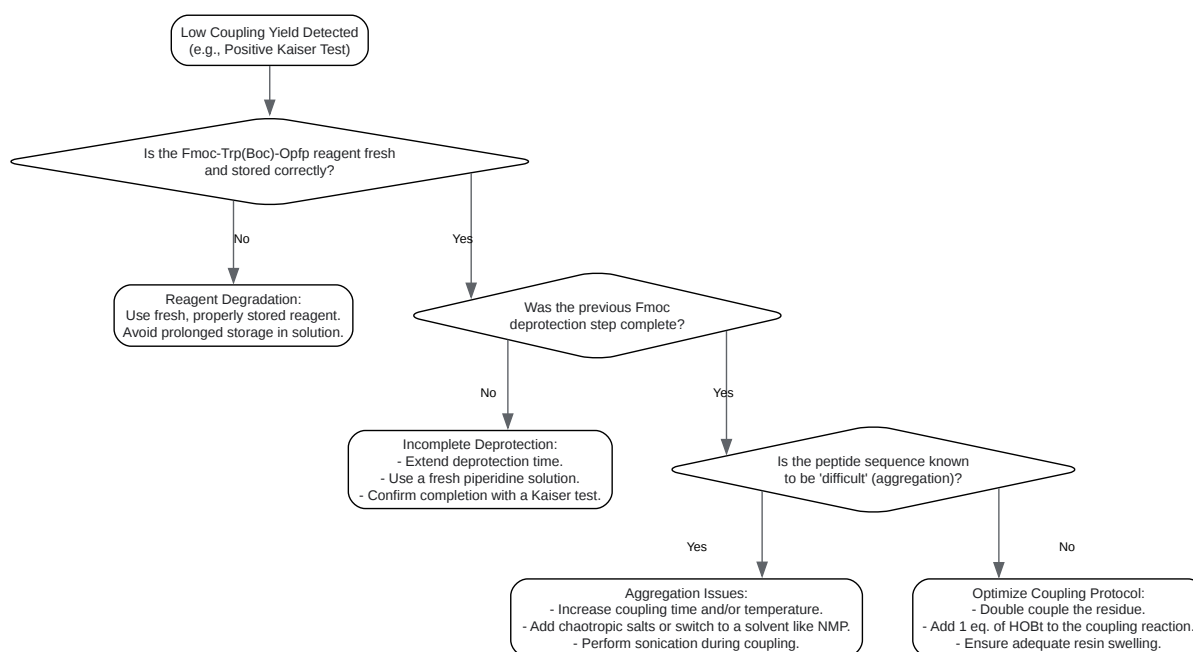 Low Coupling Yield Detected
(e.g., Positive Kaiser Test)
Is the Fmoc-Trp(Boc)-Opfp reagent fresh
and stored correctly?
No
Yes
Reagent Degradation:
Use fresh, properly stored reagent.
Avoid prolonged storage in solution.
Was the previous Fmoc
deprotection step complete?
No
Yes
Incomplete Deprotection:
- Extend deprotection time.
- Use a fresh piperidine solution.
- Confirm completion with a Kaiser test.
Is the peptide sequence known
to be 'difficult' (aggregation)?
Yes
No
Aggregation Issues:
- Increase coupling time and/or temperature.
- Add chaotropic salts or switch to a solvent like NMP.
- Perform sonication during coupling.
Optimize Coupling Protocol:
- Double couple the residue.
- Add 1 eq. of HOBt to the coupling reaction.
- Ensure adequate resin swelling.